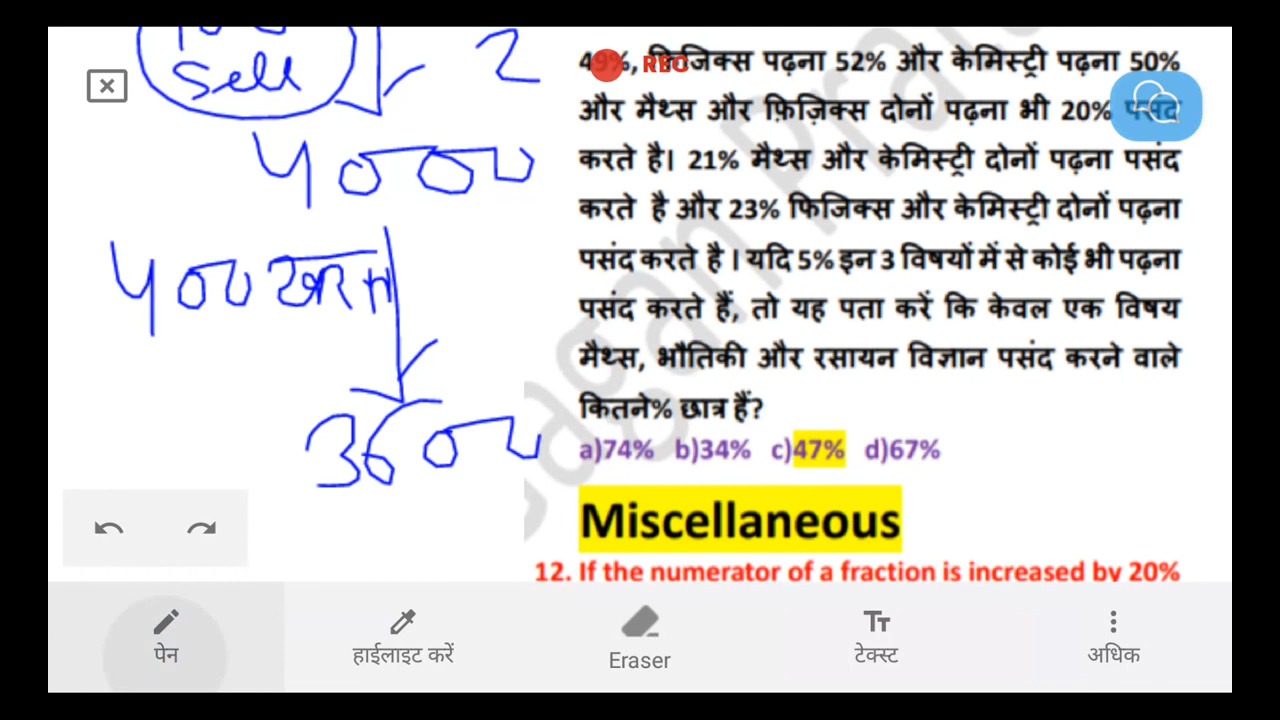 Sell
2
4000
400 खराब
3600
49%, फिजिक्स पढ़ना 52% और केमिस्ट्री पढ़ना 50%
REC
और मैथ्स और फ़िज़िक्स दोनों पढ़ना भी 20% पसंद
करते है। 21% मैथ्स और केमिस्ट्री दोनों पढ़ना पसंद
करते है और 23% फिजिक्स और केमिस्ट्री दोनों पढ़ना
पसंद करते है । यदि 5% इन 3 विषयों में से कोई भी पढ़ना
पसंद करते हैं, तो यह पता करें कि केवल एक विषय
मैथ्स, भौतिकी और रसायन विज्ञान पसंद करने वाले
कितने% छात्र हैं?
a)74% b)34% c)47% d)67%
Miscellaneous
12. If the numerator of a fraction is increased by 20%
पेन
हाईलाइट करें
Eraser
Tт
टेक्स्ट
अधिक